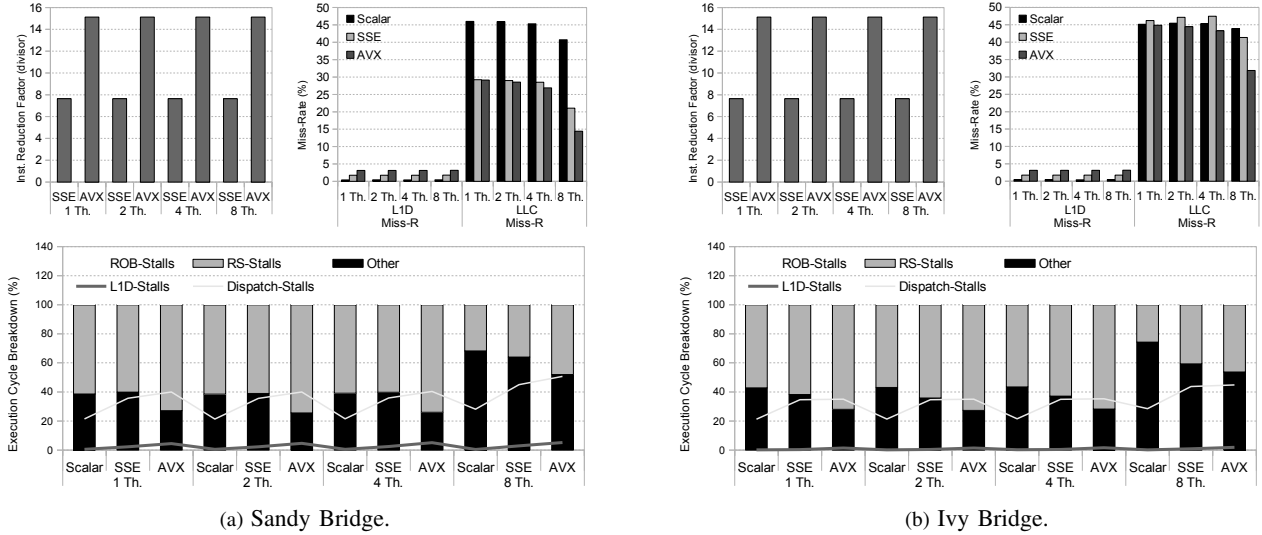 16
14
12
10
8
6
4
2
0
Inst. Reduction Factor (divisor)
SSE AVX SSE AVX SSE AVX SSE AVX
1 Th. 2 Th. 4 Th. 8 Th.
50
45
40
35
30
25
20
15
10
5
0
Miss-Rate (%)
Scalar
SSE
AVX
1 Th. 2 Th. 4 Th. 8 Th. 1 Th. 2 Th. 4 Th. 8 Th.
L1D LLC
Miss-R Miss-R
140
120
100
80
60
40
20
0
Execution Cycle Breakdown (%)
ROB-Stalls RS-Stalls Other
L1D-Stalls Dispatch-Stalls
Scalar SSE AVX Scalar SSE AVX Scalar SSE AVX Scalar SSE AVX
1 Th. 2 Th. 4 Th. 8 Th.
(a) Sandy Bridge.
16
14
12
10
8
6
4
2
0
Inst. Reduction Factor (divisor)
SSE AVX SSE AVX SSE AVX SSE AVX
1 Th. 2 Th. 4 Th. 8 Th.
50
45
40
35
30
25
20
15
10
5
0
Miss-Rate (%)
Scalar
SSE
AVX
1 Th. 2 Th. 4 Th. 8 Th. 1 Th. 2 Th. 4 Th. 8 Th.
L1D LLC
Miss-R Miss-R
140
120
100
80
60
40
20
0
Execution Cycle Breakdown (%)
ROB-Stalls RS-Stalls Other
L1D-Stalls Dispatch-Stalls
Scalar SSE AVX Scalar SSE AVX Scalar SSE AVX Scalar SSE AVX
1 Th. 2 Th. 4 Th. 8 Th.
(b) Ivy Bridge.